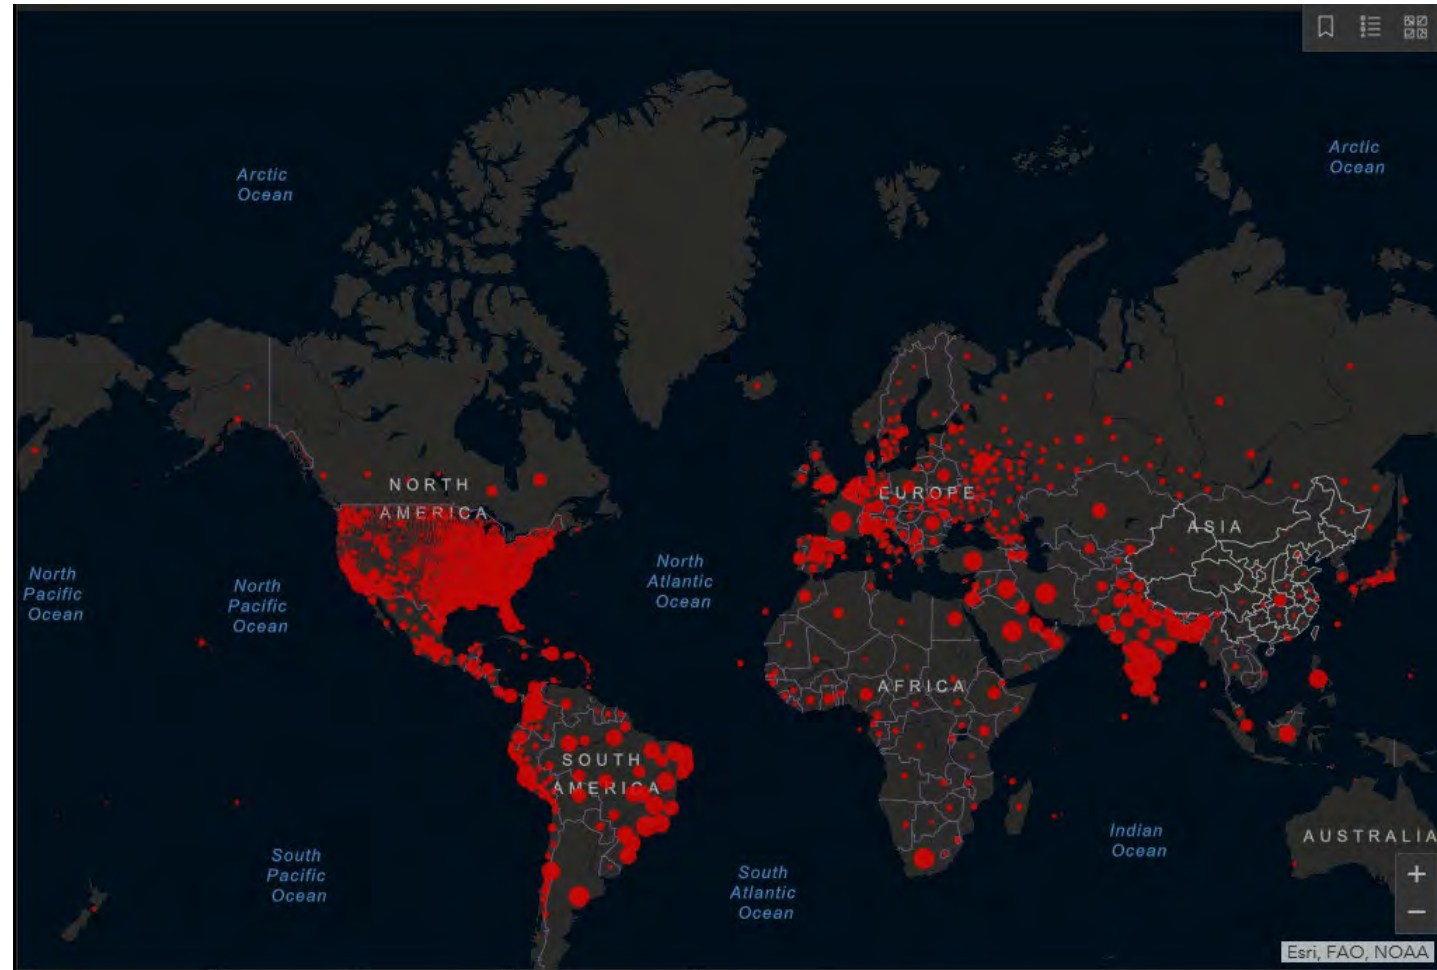 Arctic
Ocean
Arctic
Ocean
NORTH
AMERICA
EUROPE
ASIA
North
Pacific
Ocean
North
Pacific
Ocean
North
Atlantic
Ocean
AFRICA
SOUTH
AMERICA
Indian
Ocean
AUSTRALIA
South
Pacific
Ocean
South
Atlantic
Ocean
+
−
Esri, FAO, NOAA